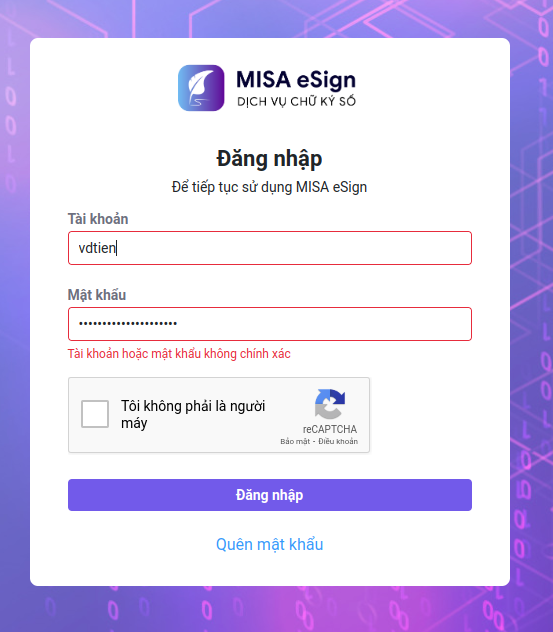 MISA eSign
DỊCH VỤ CHỮ KÝ SỐ
Đăng nhập
Để tiếp tục sử dụng MISA eSign
Tài khoản
vdtien
Mật khẩu
•••••••••••••••••••••
Tài khoản hoặc mật khẩu không chính xác
Tôi không phải là người
máy
reCAPTCHA
Bảo mật - Điều khoản
Đăng nhập
Quên mật khẩu